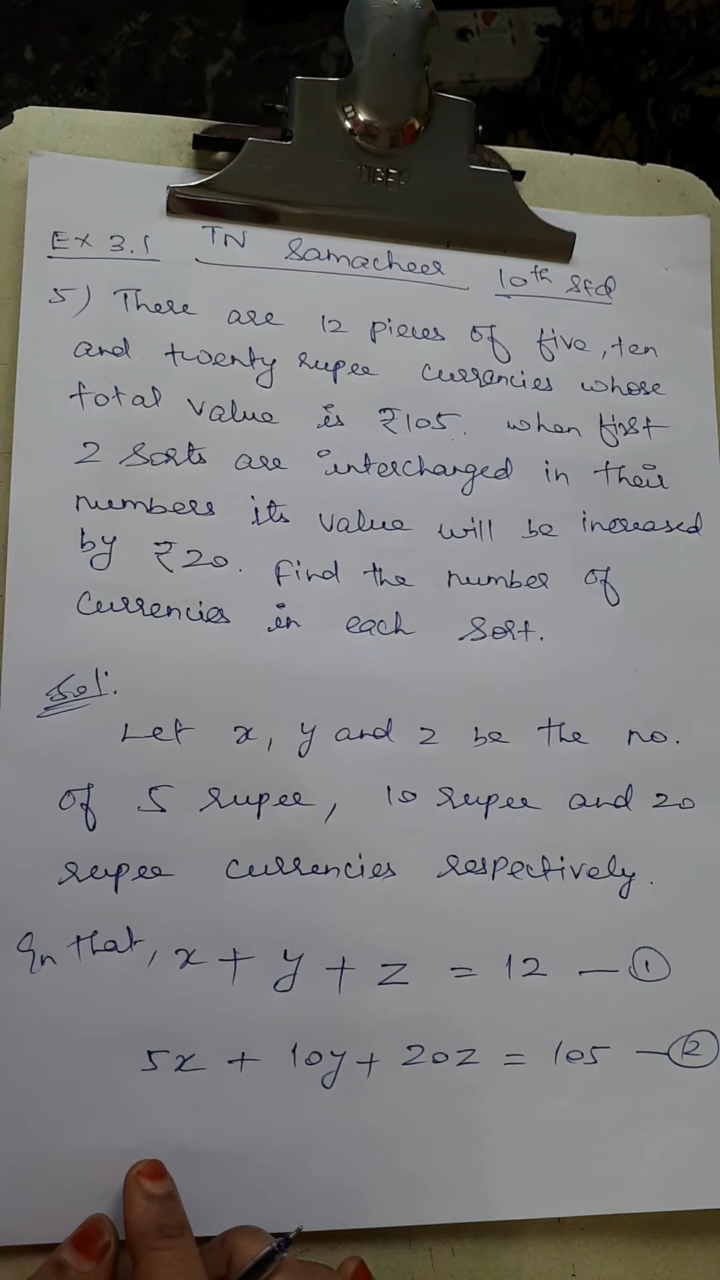 Ex 3.1 TN Samacheer 10th Std
5) There are 12 pieces of five, ten
and twenty rupee currencies whose
total value is ₹105. when first
2 sorts are interchanged in their
numbers its value will be increased
by ₹20. Find the number of
currencies in each sort.
Sol:
Let x, y and z be the no.
of 5 rupee, 10 rupee and 20
rupee currencies respectively.
Gn that, x + y + z = 12 — ①
5x + 10y + 20z = 105 — ②